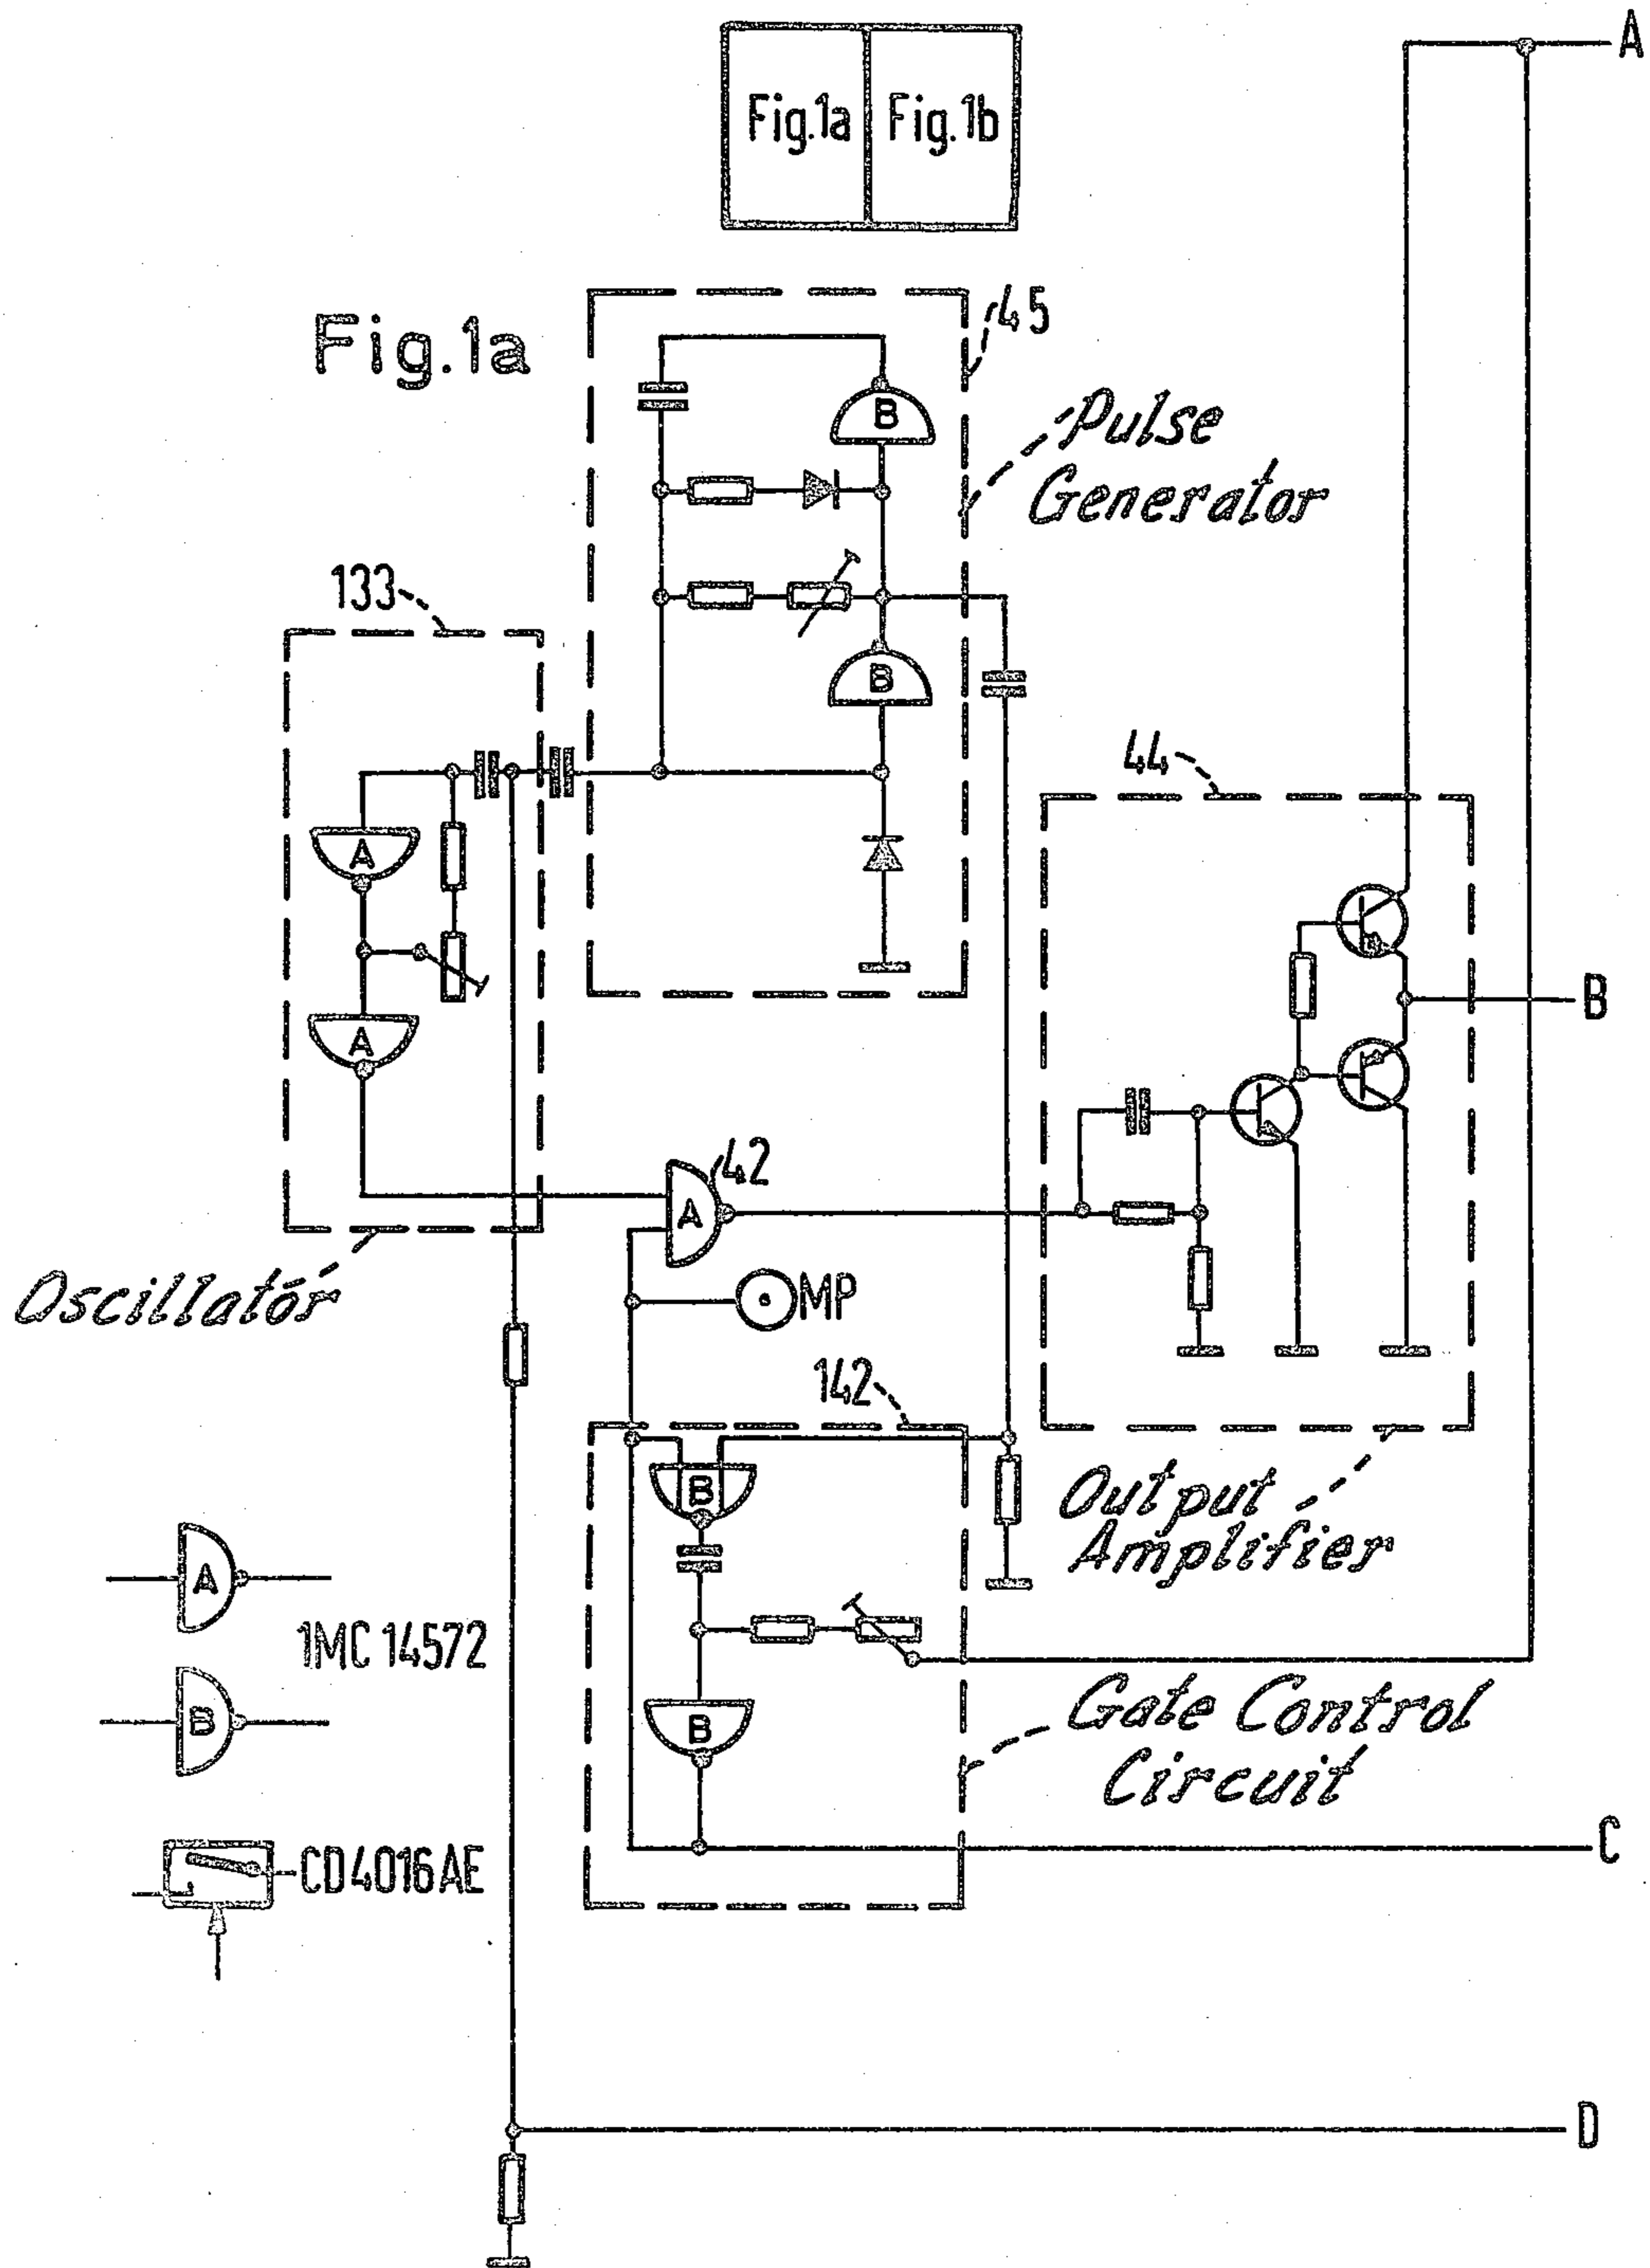 A
Fig.1a Fig.1b
Fig.1a
45
Pulse
Generator
133
44
A
B
B
A
B
42
A
MP
Oscillator
142
B
Output
Amplifier
A
1MC 14572
B
B
Gate Control
Circuit
CD4016AE
C
D